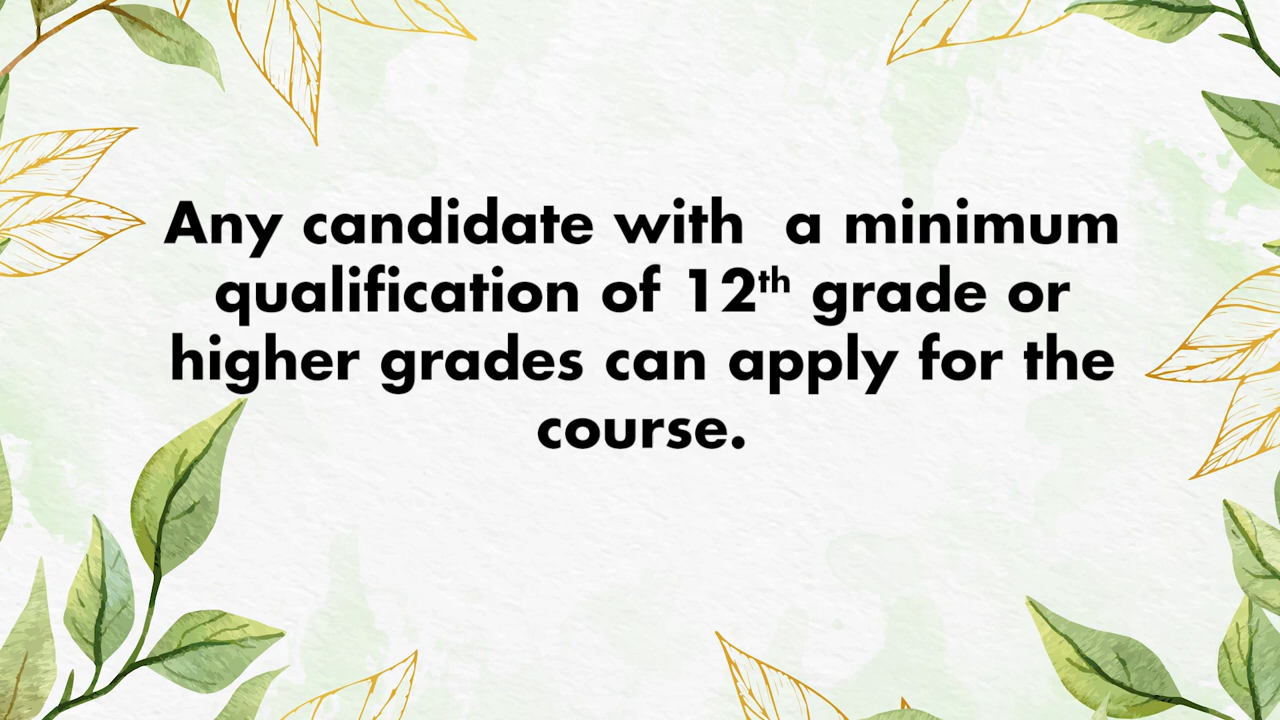 Any candidate with  a minimum
qualification of 12th grade or
higher grades can apply for the
course.